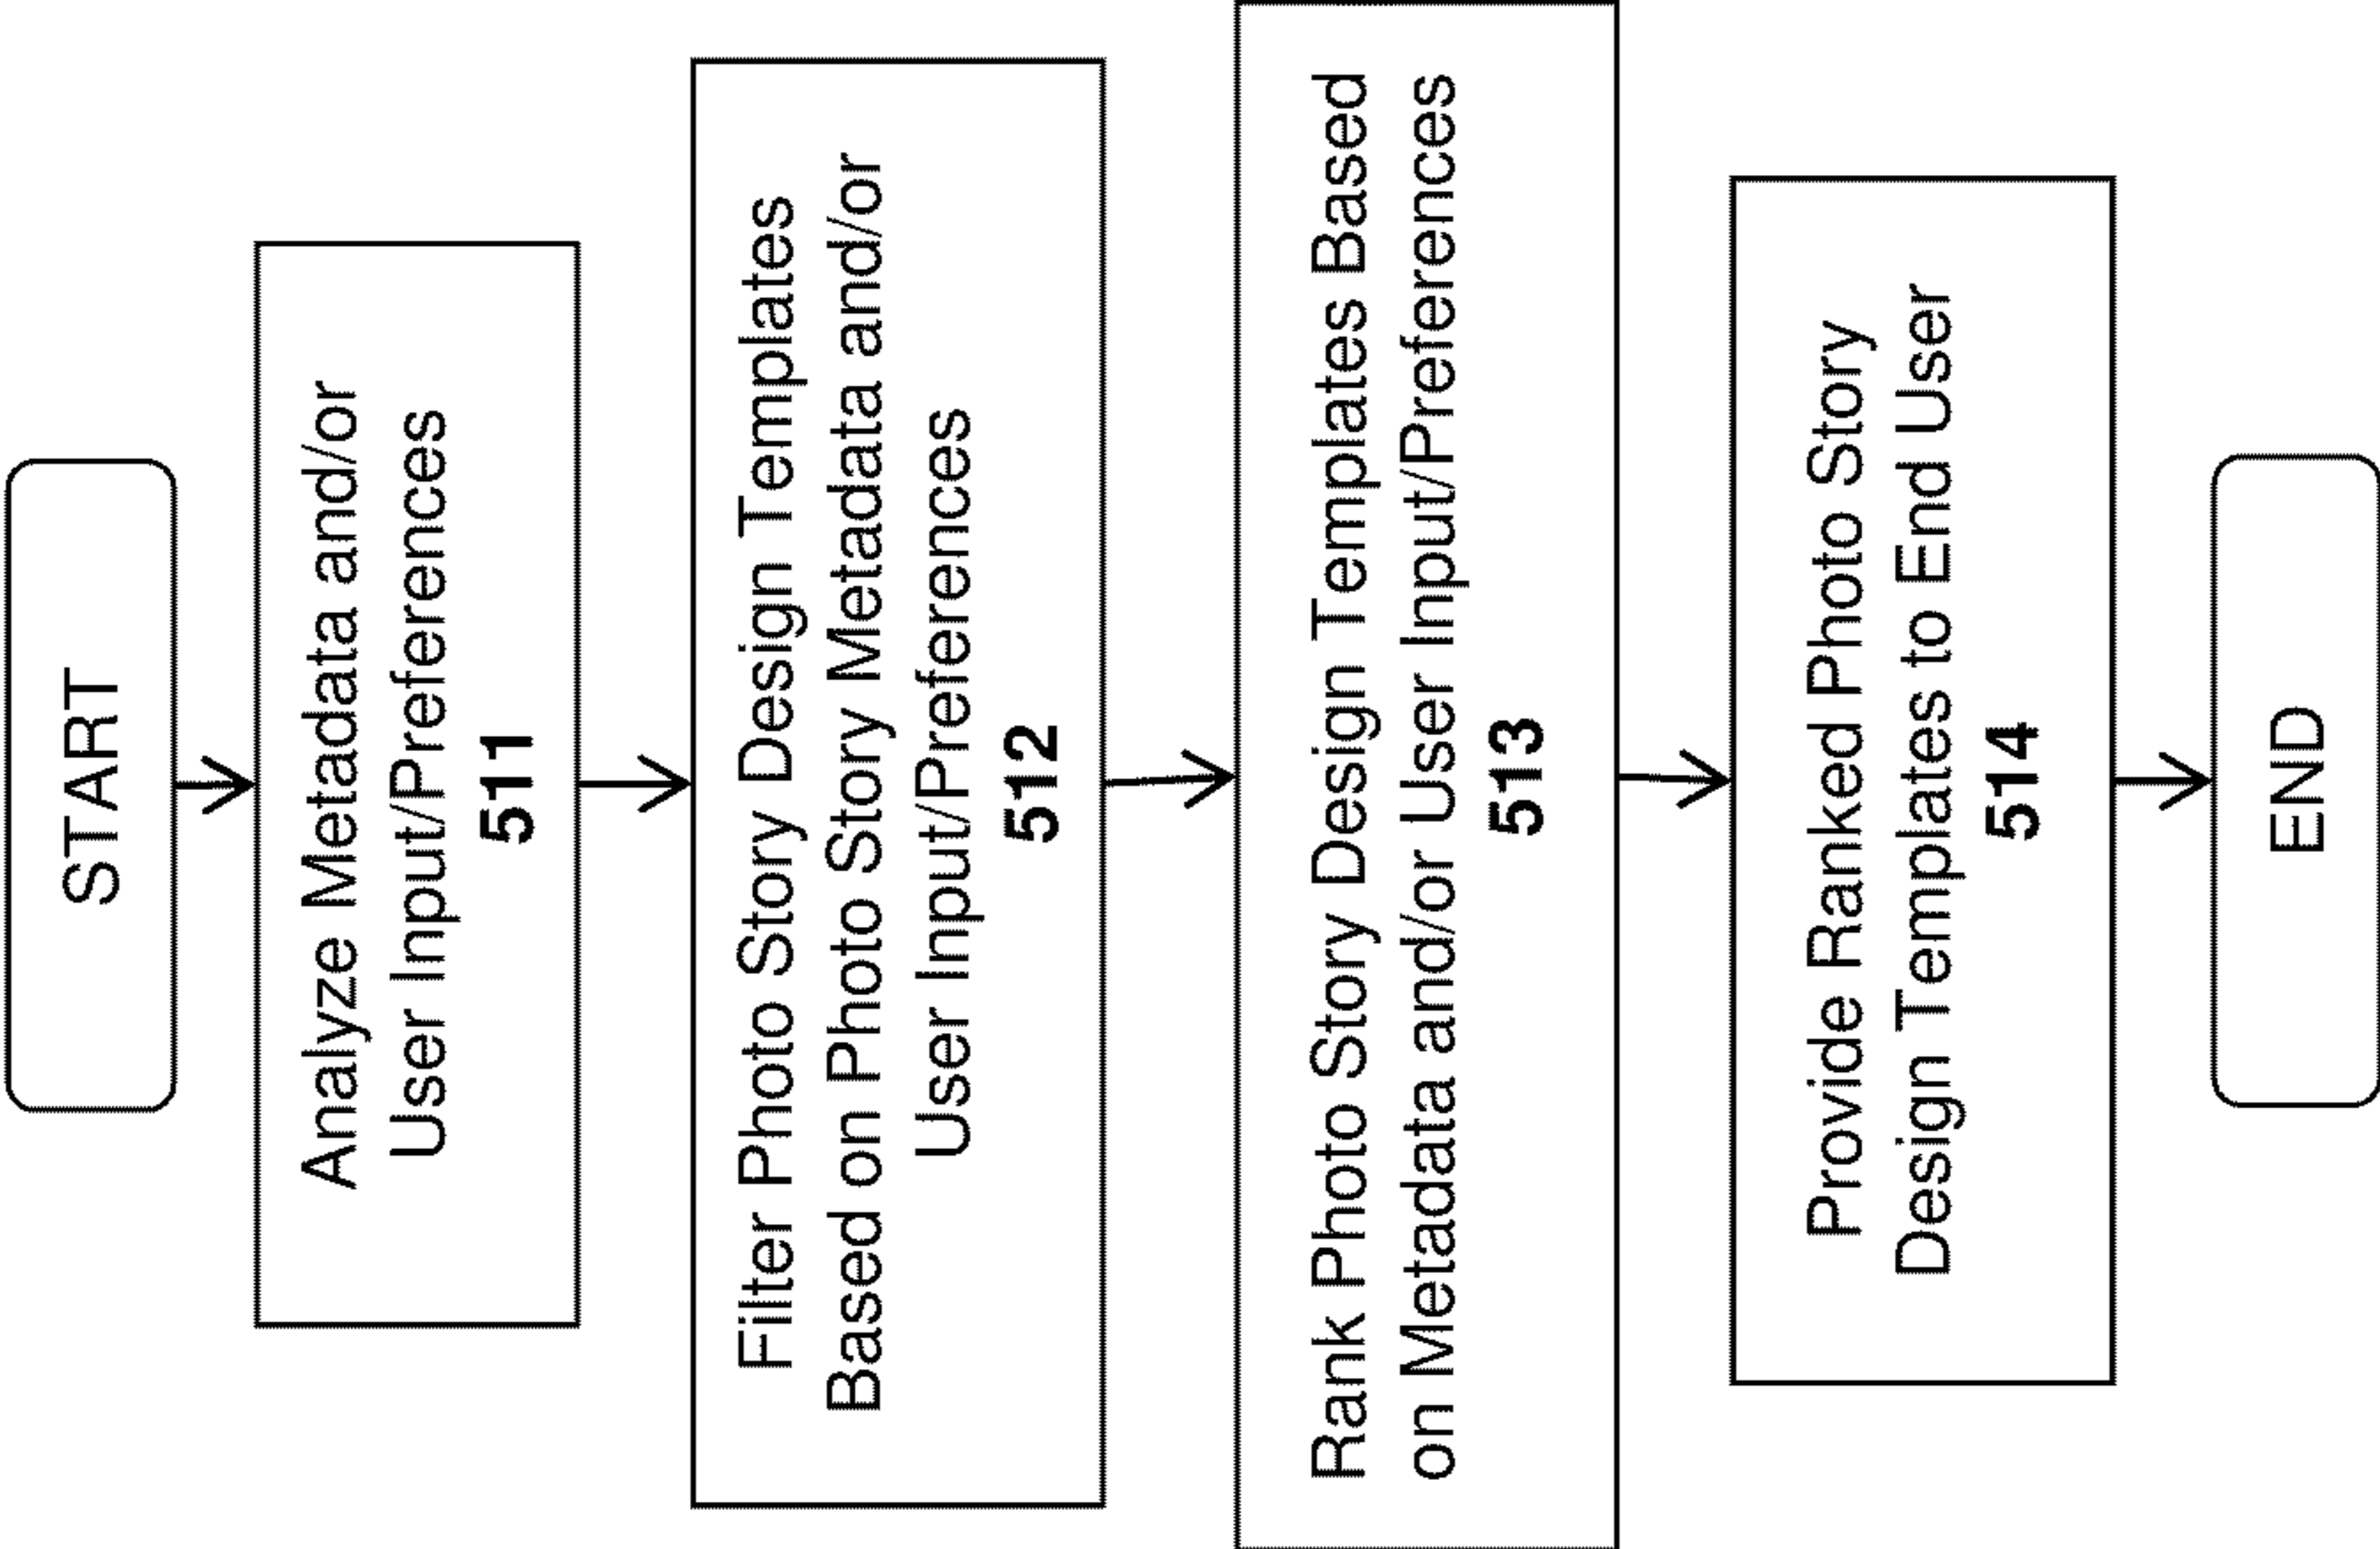 START
Analyze Metadata and/or
User Input/Preferences
511
Filter Photo Story Design Templates
Based on Photo Story Metadata and/or
User Input/Preferences
512
Rank Photo Story Design Templates Based
on Metadata and/or User Input/Preferences
513
Provide Ranked Photo Story
Design Templates to End User
514
END